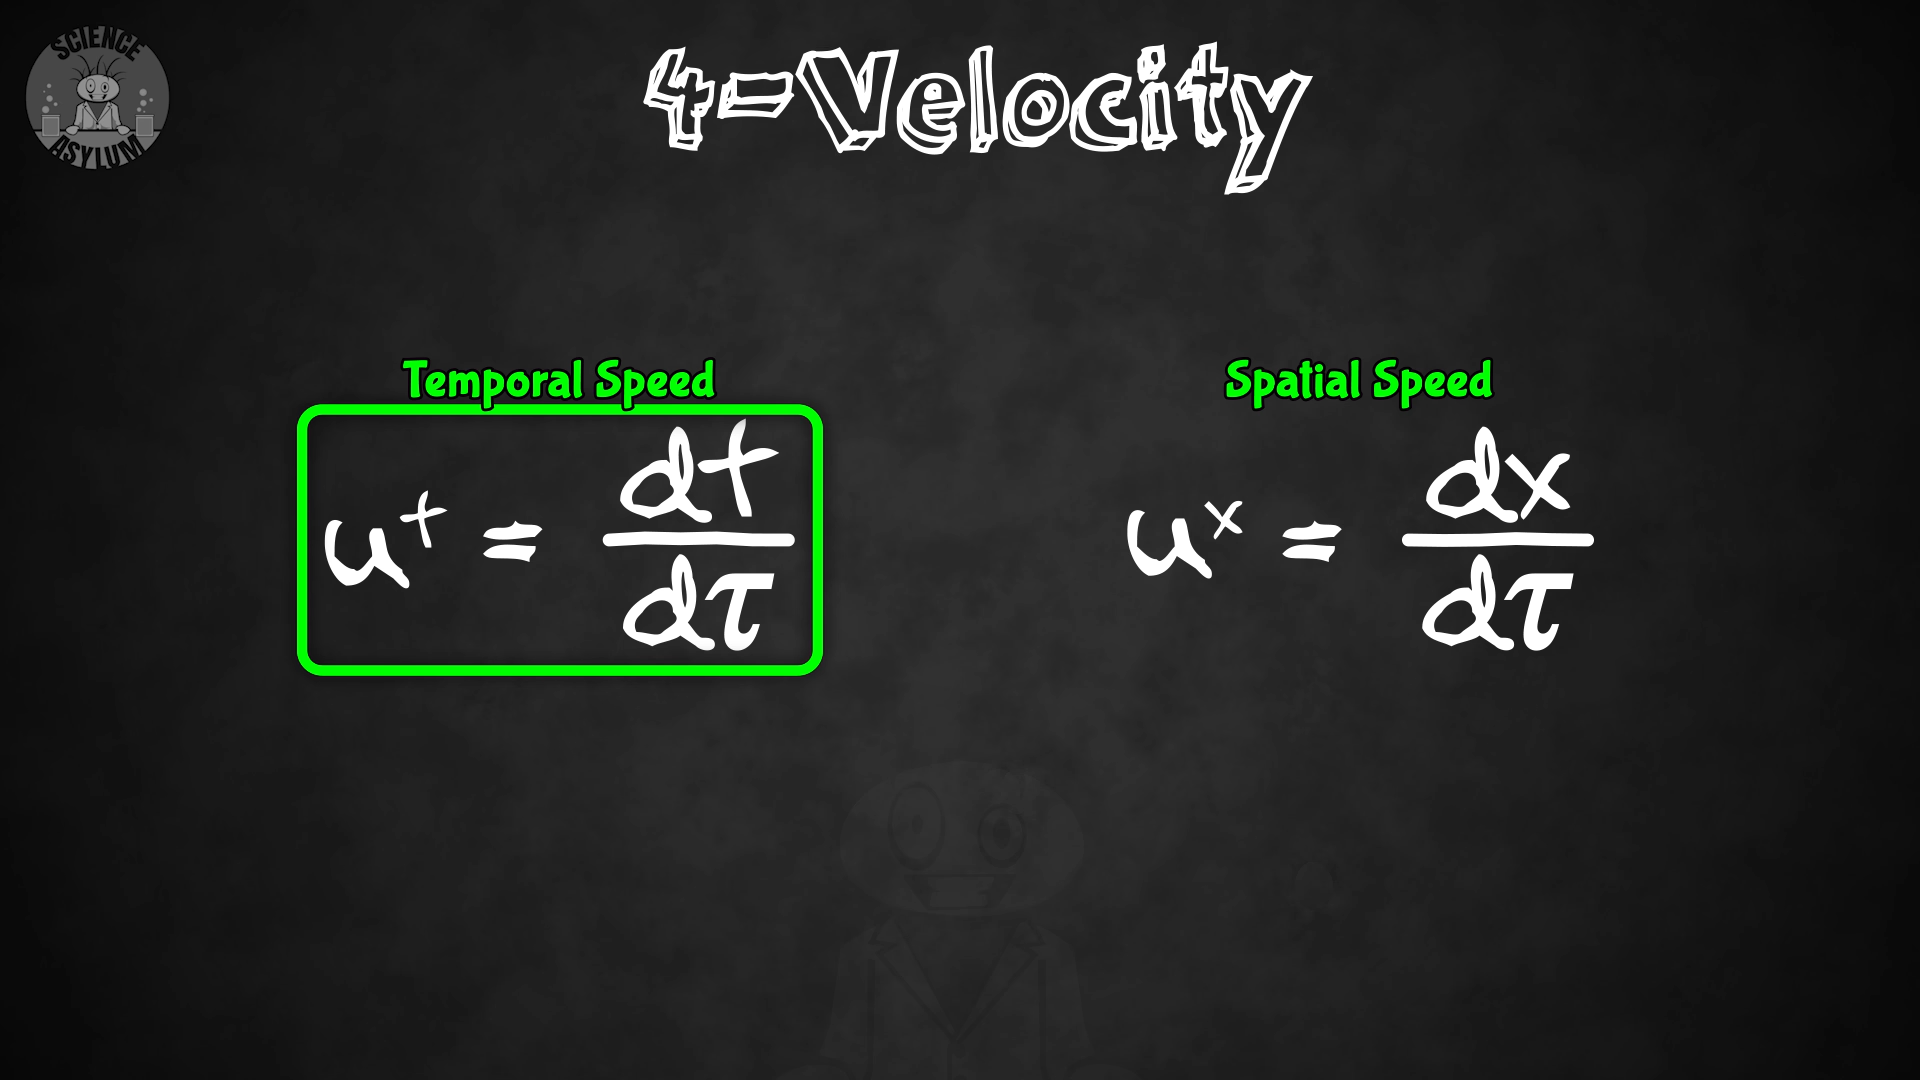 SCIENCE
ASYLUM
4-Velocity
Temporal Speed
u^t = dt/dτ
Spatial Speed
u^x = dx/dτ